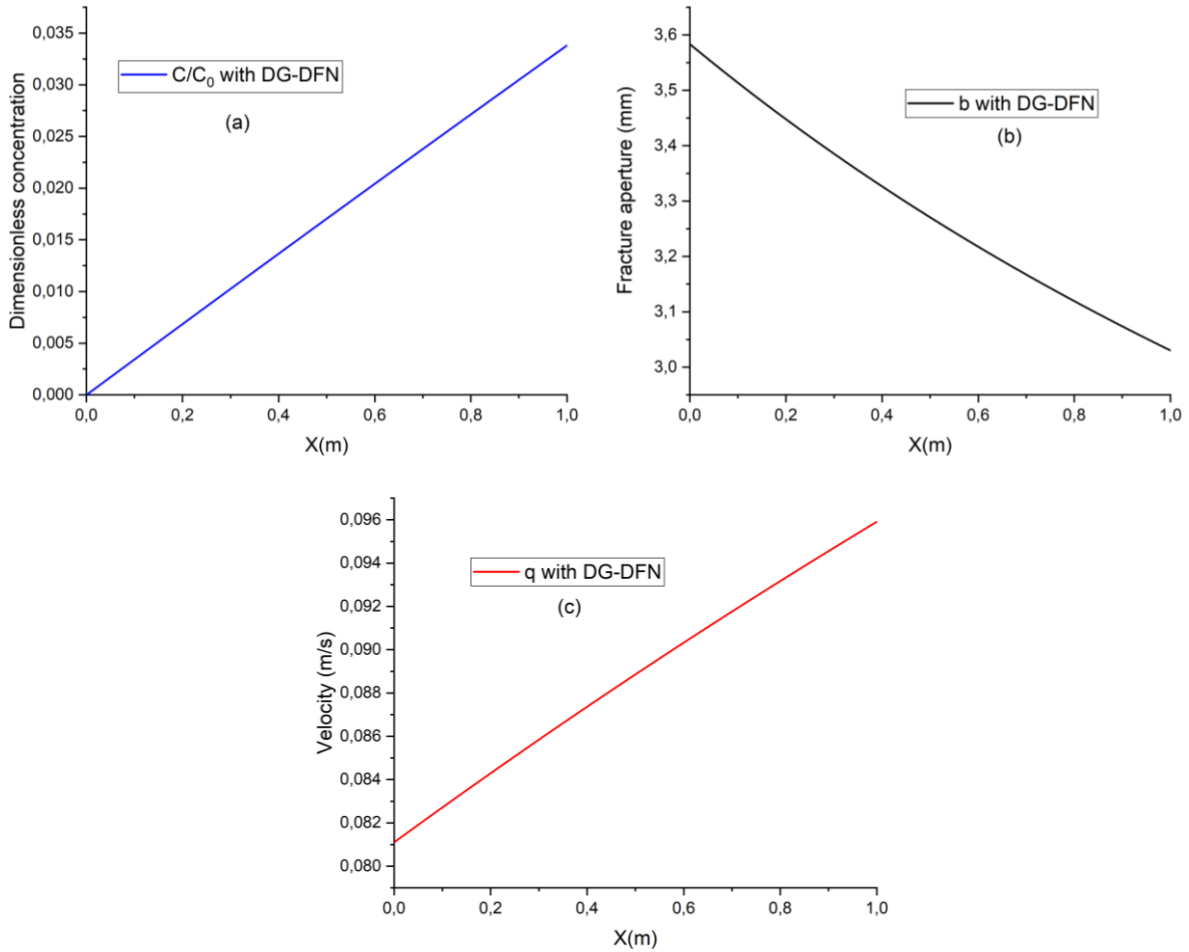 0,035
0,030
0,025
0,020
0,015
0,010
0,005
0,000
Dimensionless concentration
C/C₀ with DG-DFN
(a)
0,0 0,2 0,4 0,6 0,8 1,0
X(m)
3,6
3,5
3,4
3,3
3,2
3,1
3,0
Fracture aperture (mm)
b with DG-DFN
(b)
0,0 0,2 0,4 0,6 0,8 1,0
X(m)
0,096
0,094
0,092
0,090
0,088
0,086
0,084
0,082
0,080
Velocity (m/s)
q with DG-DFN
(c)
0,0 0,2 0,4 0,6 0,8 1,0
X(m)